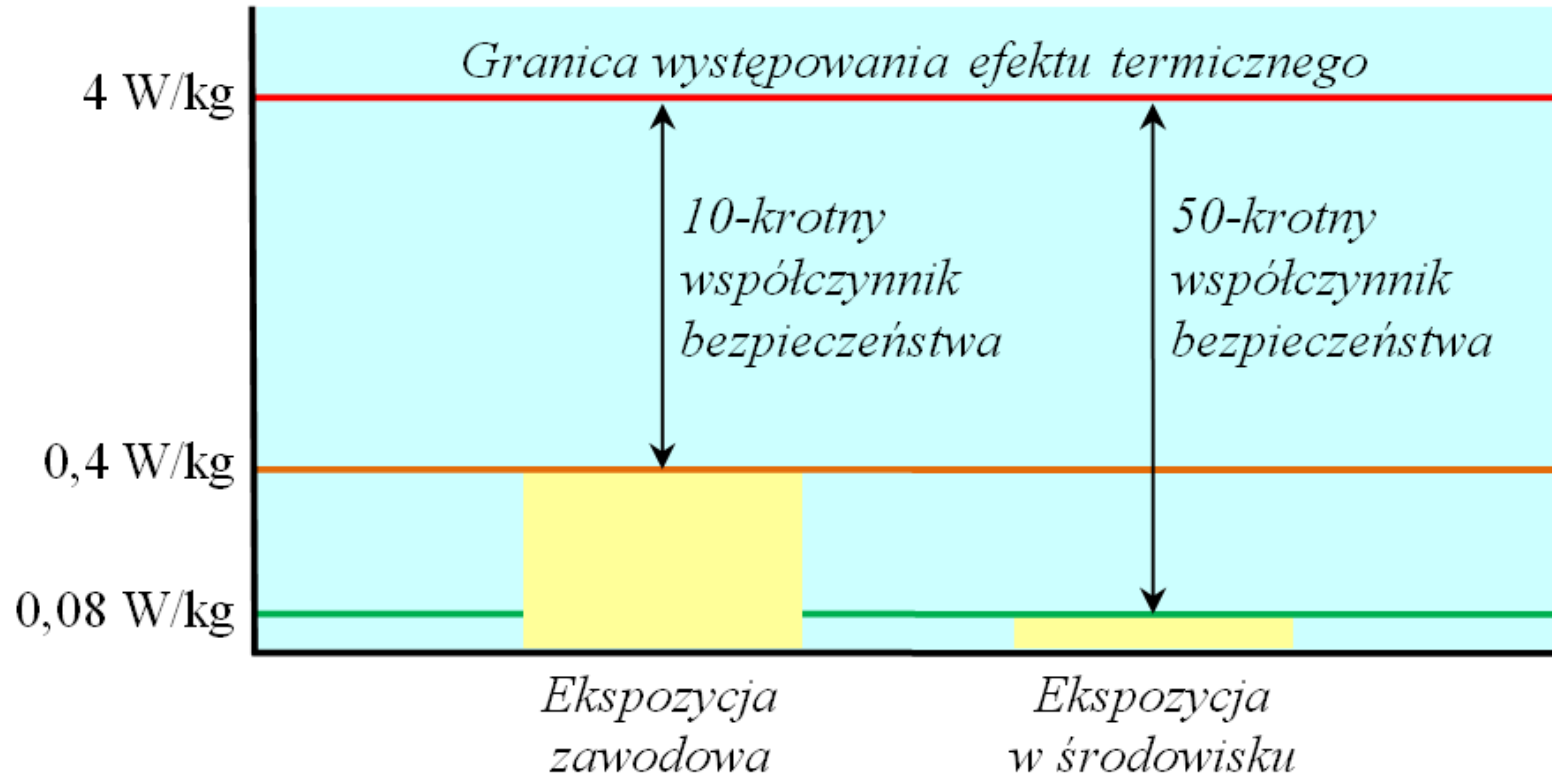 Granica występowania efektu termicznego
4 W/kg
10-krotny
współczynnik
bezpieczeństwa
50-krotny
współczynnik
bezpieczeństwa
0,4 W/kg
0,08 W/kg
Ekspozycja
zawodowa
Ekspozycja
w środowisku